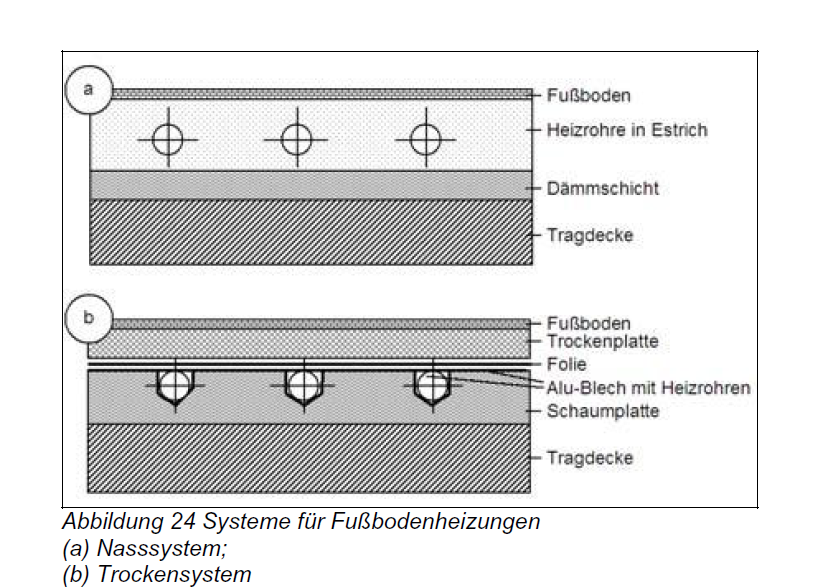 a
Fußboden
Heizrohre in Estrich
Dämmschicht
Tragdecke
b
Fußboden
Trockenplatte
Folie
Alu-Blech mit Heizrohren
Schaumplatte
Tragdecke
Abbildung 24 Systeme für Fußbodenheizungen
(a) Nasssystem;
(b) Trockensystem